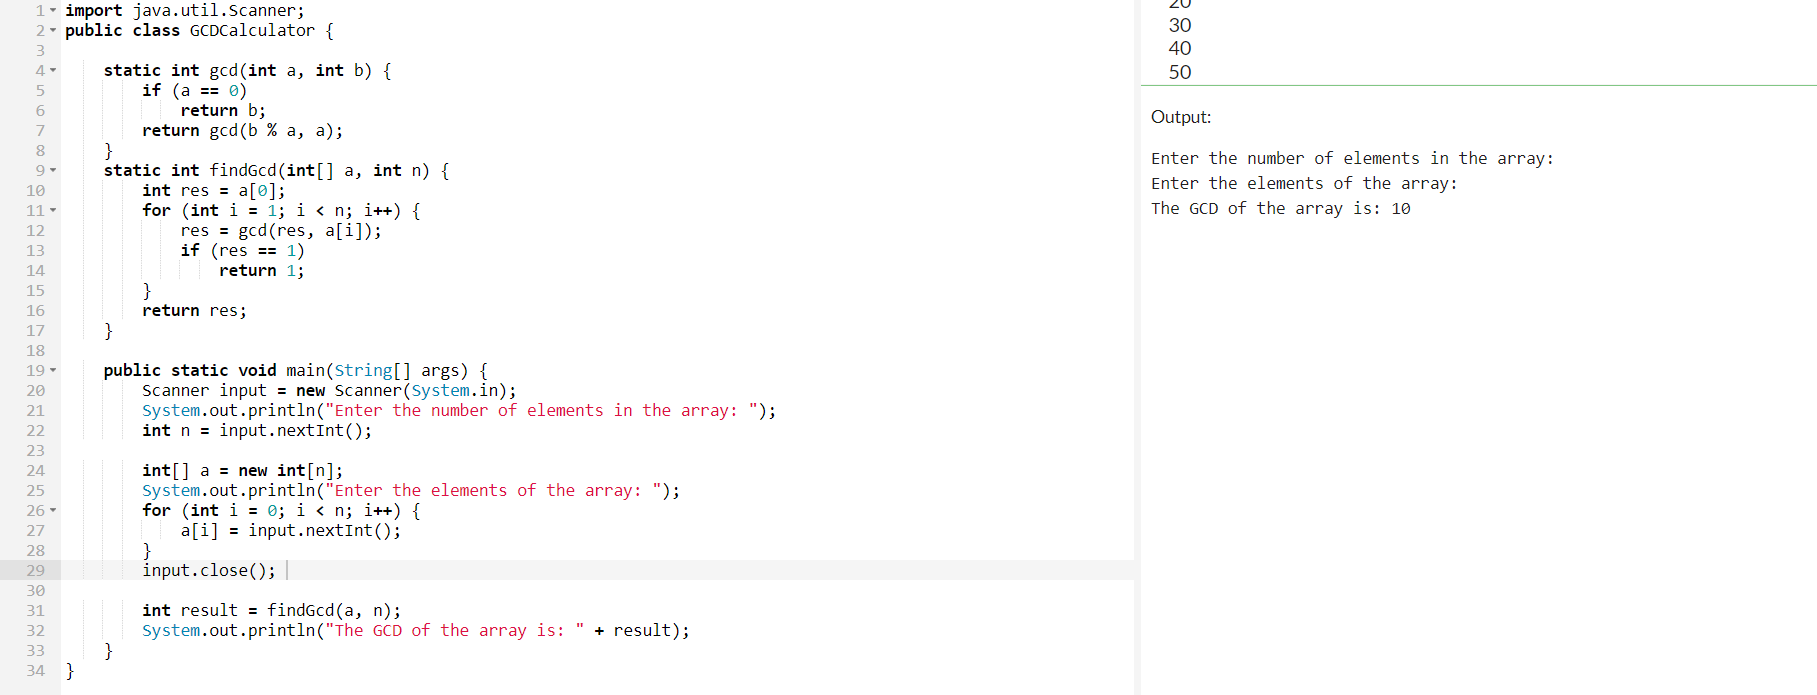 1 import java.util.Scanner;
2 public class GCDCalculator {
3
4 static int gcd(int a, int b) {
5 if (a == 0)
6 return b;
7 return gcd(b % a, a);
8 }
9 static int findGcd(int[] a, int n) {
10 int res = a[0];
11 for (int i = 1; i < n; i++) {
12 res = gcd(res, a[i]);
13 if (res == 1)
14 return 1;
15 }
16 return res;
17 }
18
19 public static void main(String[] args) {
20 Scanner input = new Scanner(System.in);
21 System.out.println("Enter the number of elements in the array: ");
22 int n = input.nextInt();
23
24 int[] a = new int[n];
25 System.out.println("Enter the elements of the array: ");
26 for (int i = 0; i < n; i++) {
27 a[i] = input.nextInt();
28 }
29 input.close();
30
31 int result = findGcd(a, n);
32 System.out.println("The GCD of the array is: " + result);
33 }
34 }
20
30
40
50
Output:
Enter the number of elements in the array:
Enter the elements of the array:
The GCD of the array is: 10